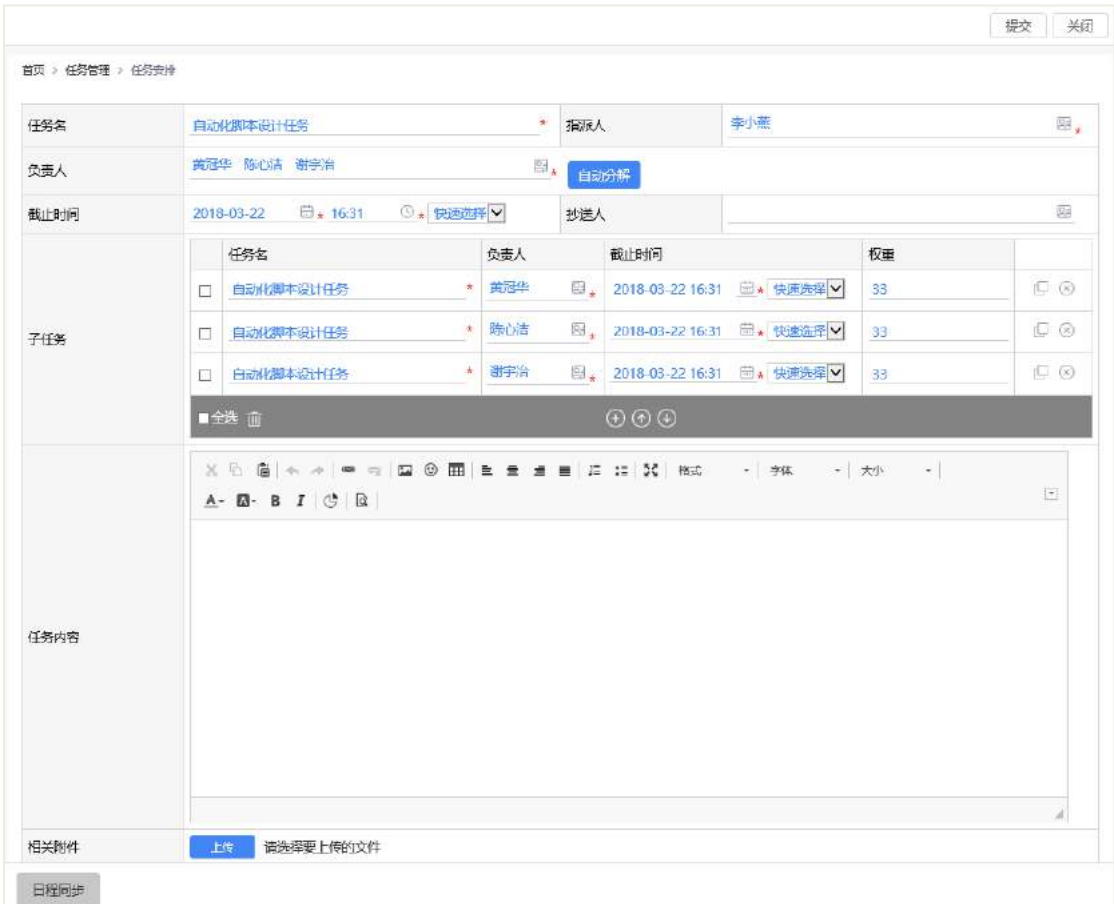 提交 关闭
首页 > 任务管理 > 任务安排
任务名 自动化脚本设计任务 * 指派人 李小燕 *
负责人 黄冠华 陈心洁 谢宇治 * 自动分解
截止时间 2018-03-22 * 16:31 * 快速选择 抄送人
任务名 负责人 截止时间 权重
自动化脚本设计任务 * 黄冠华 * 2018-03-22 16:31 * 快速选择 33
子任务
自动化脚本设计任务 * 陈心洁 * 2018-03-22 16:31 * 快速选择 33
自动化脚本设计任务 * 谢宇治 * 2018-03-22 16:31 * 快速选择 33
全选
格式 字体 大小
A A B I
任务内容
相关附件 上传 请选择要上传的文件
日程同步